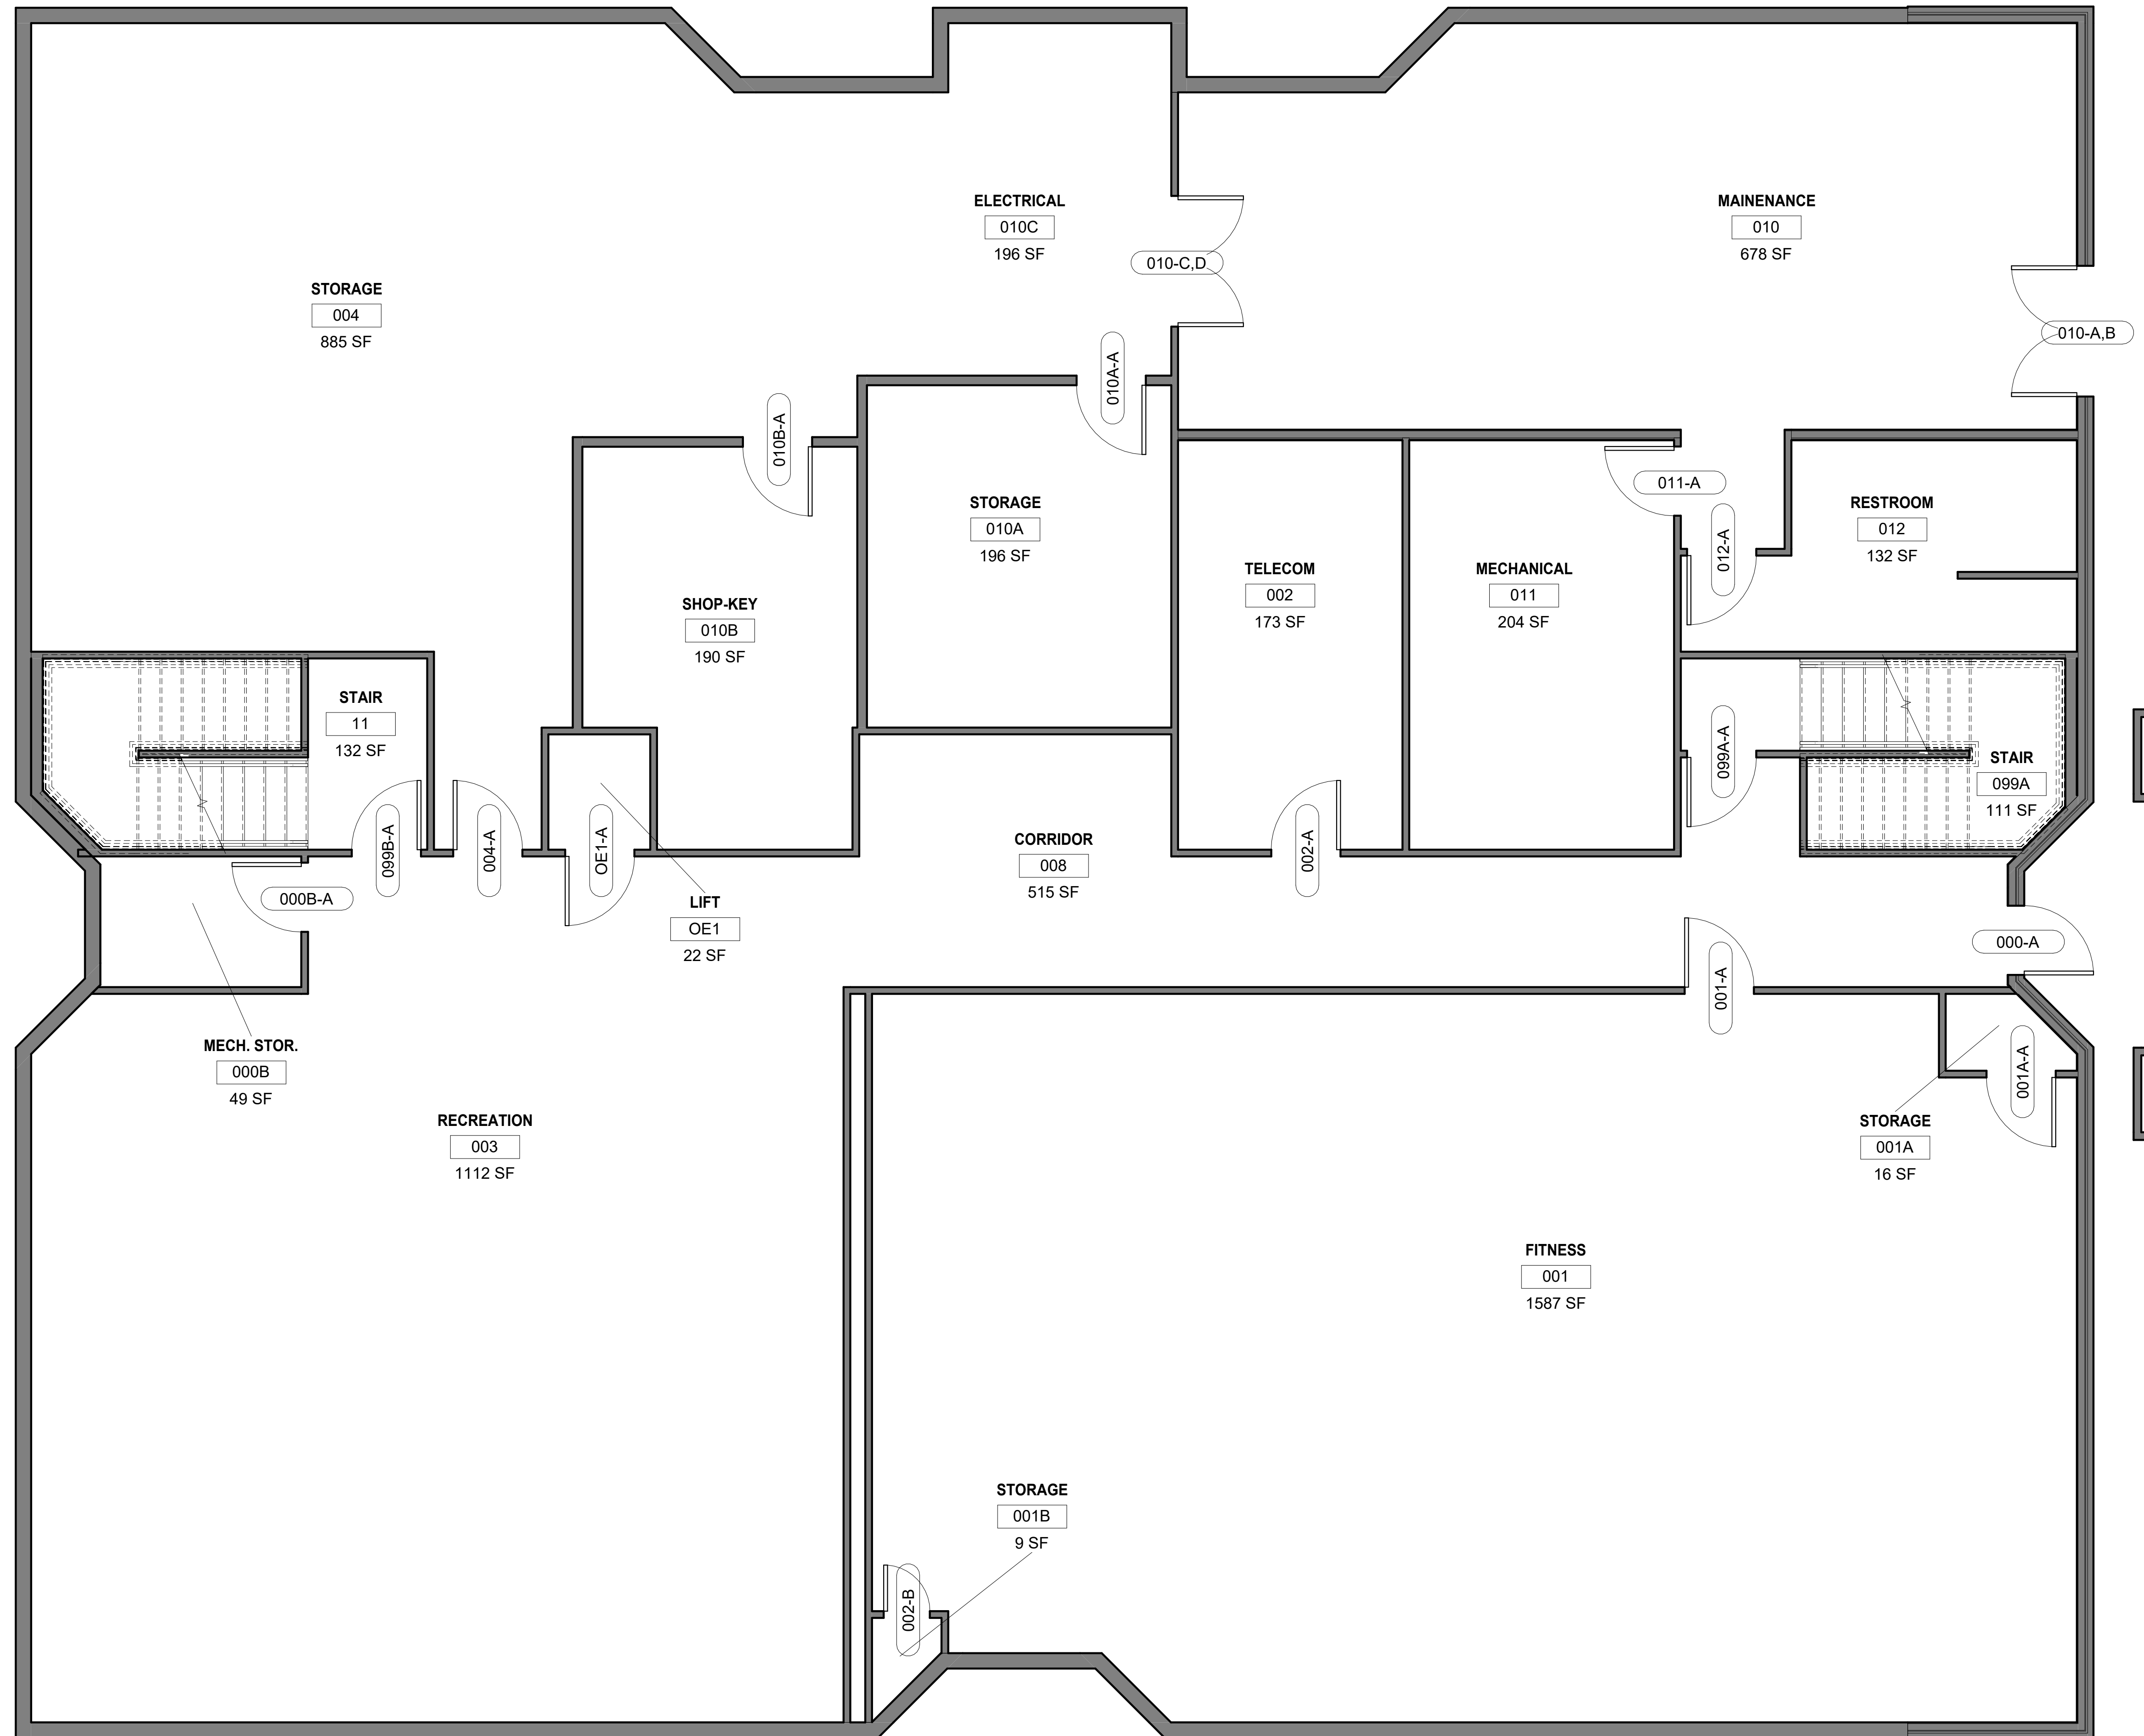 ELECTRICAL
010C
196 SF
MAINENANCE
010
678 SF
010-C,D
STORAGE
004
885 SF
010-A,B
010A-A
010B-A
011-A
STORAGE
010A
196 SF
RESTROOM
012
132 SF
012-A
TELECOM
002
173 SF
MECHANICAL
011
204 SF
SHOP-KEY
010B
190 SF
STAIR
11
132 SF
099A-A
STAIR
099A
111 SF
099B-A
004-A
OE1-A
CORRIDOR
008
515 SF
002-A
000B-A
LIFT
OE1
22 SF
000-A
001-A
MECH. STOR.
000B
49 SF
001A-A
RECREATION
003
1112 SF
STORAGE
001A
16 SF
FITNESS
001
1587 SF
STORAGE
001B
9 SF
002-B